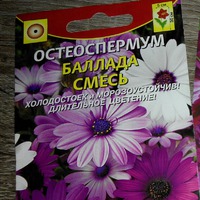 ОСТЕОСПЕРМУМ
БАЛЛАДА
СМЕСЬ
ХОЛОДОСТОЕК и МОРОЗОУСТОЙЧИВ!
ДЛИТЕЛЬНОЕ ЦВЕТЕНИЕ!